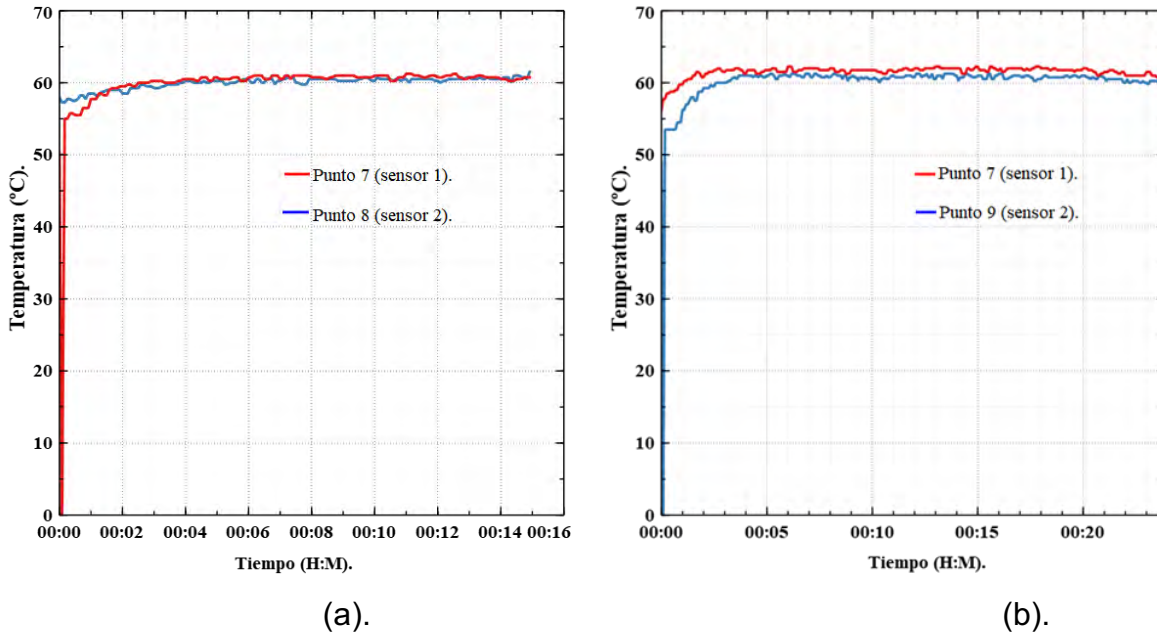 70
60
50
40
30
20
10
0
Temperatura (°C).
Punto 7 (sensor 1).
Punto 8 (sensor 2).
00:00 00:02 00:04 00:06 00:08 00:10 00:12 00:14 00:16
Tiempo (H:M).
(a).
70
60
50
40
30
20
10
0
Temperatura (°C).
Punto 7 (sensor 1).
Punto 9 (sensor 2).
00:00 00:05 00:10 00:15 00:20
Tiempo (H:M).
(b).